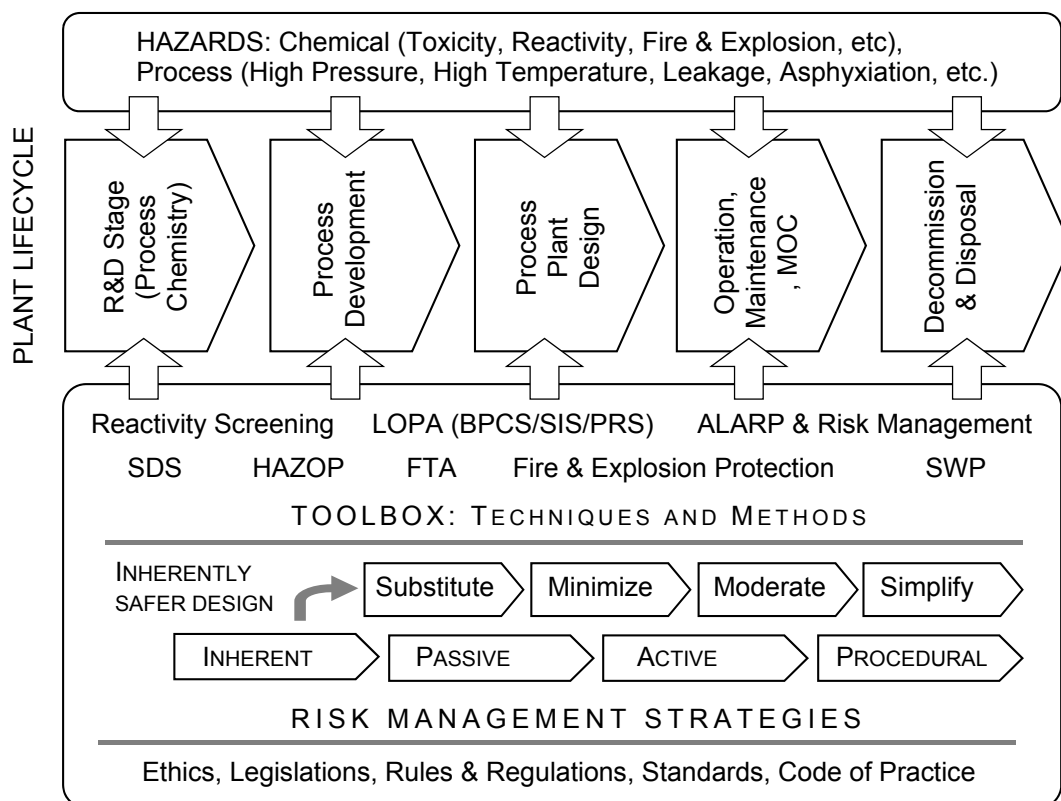 HAZARDS: Chemical (Toxicity, Reactivity, Fire & Explosion, etc),
Process (High Pressure, High Temperature, Leakage, Asphyxiation, etc.)
PLANT LIFECYCLE
R&D Stage
(Process
Chemistry)
Process
Development
Process
Plant
Design
Operation,
Maintenance
, MOC
Decommission
& Disposal
Reactivity Screening LOPA (BPCS/SIS/PRS) ALARP & Risk Management
SDS HAZOP FTA Fire & Explosion Protection SWP
TOOLBOX: TECHNIQUES AND METHODS
INHERENTLY
SAFER DESIGN
Substitute Minimize Moderate Simplify
INHERENT PASSIVE ACTIVE PROCEDURAL
RISK MANAGEMENT STRATEGIES
Ethics, Legislations, Rules & Regulations, Standards, Code of Practice